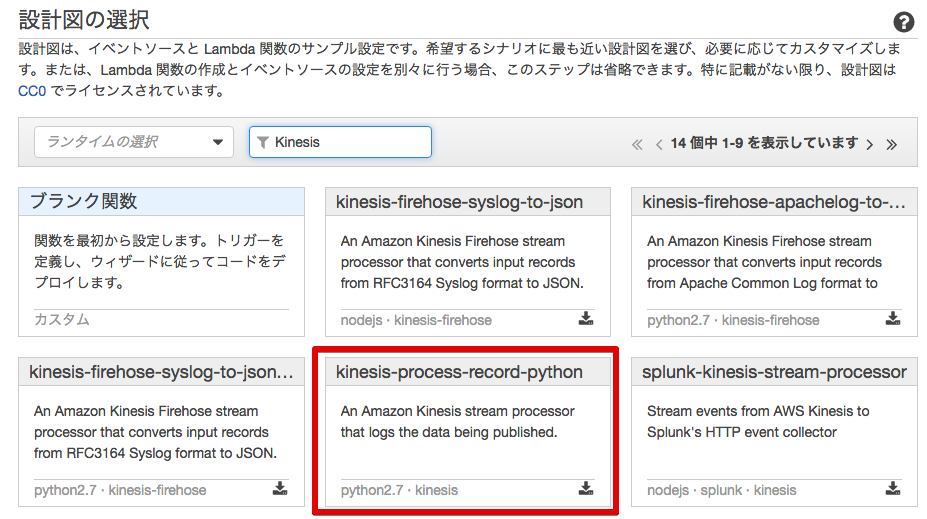 設計図の選択
設計図は、イベントソースと Lambda 関数のサンプル設定です。希望するシナリオに最も近い設計図を選び、必要に応じてカスタマイズしま
す。または、Lambda 関数の作成とイベントソースの設定を別々に行う場合、このステップは省略できます。特に記載がない限り、設計図は
CC0 でライセンスされています。
ランタイムの選択
Kinesis
« ‹ 14 個中 1-9 を表示しています › »
ブランク関数
関数を最初から設定します。トリガーを
定義し、ウィザードに従ってコードをデ
プロイします。
カスタム
kinesis-firehose-syslog-to-json
An Amazon Kinesis Firehose stream
processor that converts input records
from RFC3164 Syslog format to JSON.
nodejs · kinesis-firehose
kinesis-firehose-apachelog-to-…
An Amazon Kinesis Firehose stream
processor that converts input records
from Apache Common Log format to
python2.7 · kinesis-firehose
kinesis-firehose-syslog-to-json…
An Amazon Kinesis Firehose stream
processor that converts input records
from RFC3164 Syslog format to JSON.
python2.7 · kinesis-firehose
kinesis-process-record-python
An Amazon Kinesis stream processor
that logs the data being published.
python2.7 · kinesis
splunk-kinesis-stream-processor
Stream events from AWS Kinesis to
Splunk's HTTP event collector
nodejs · splunk · kinesis